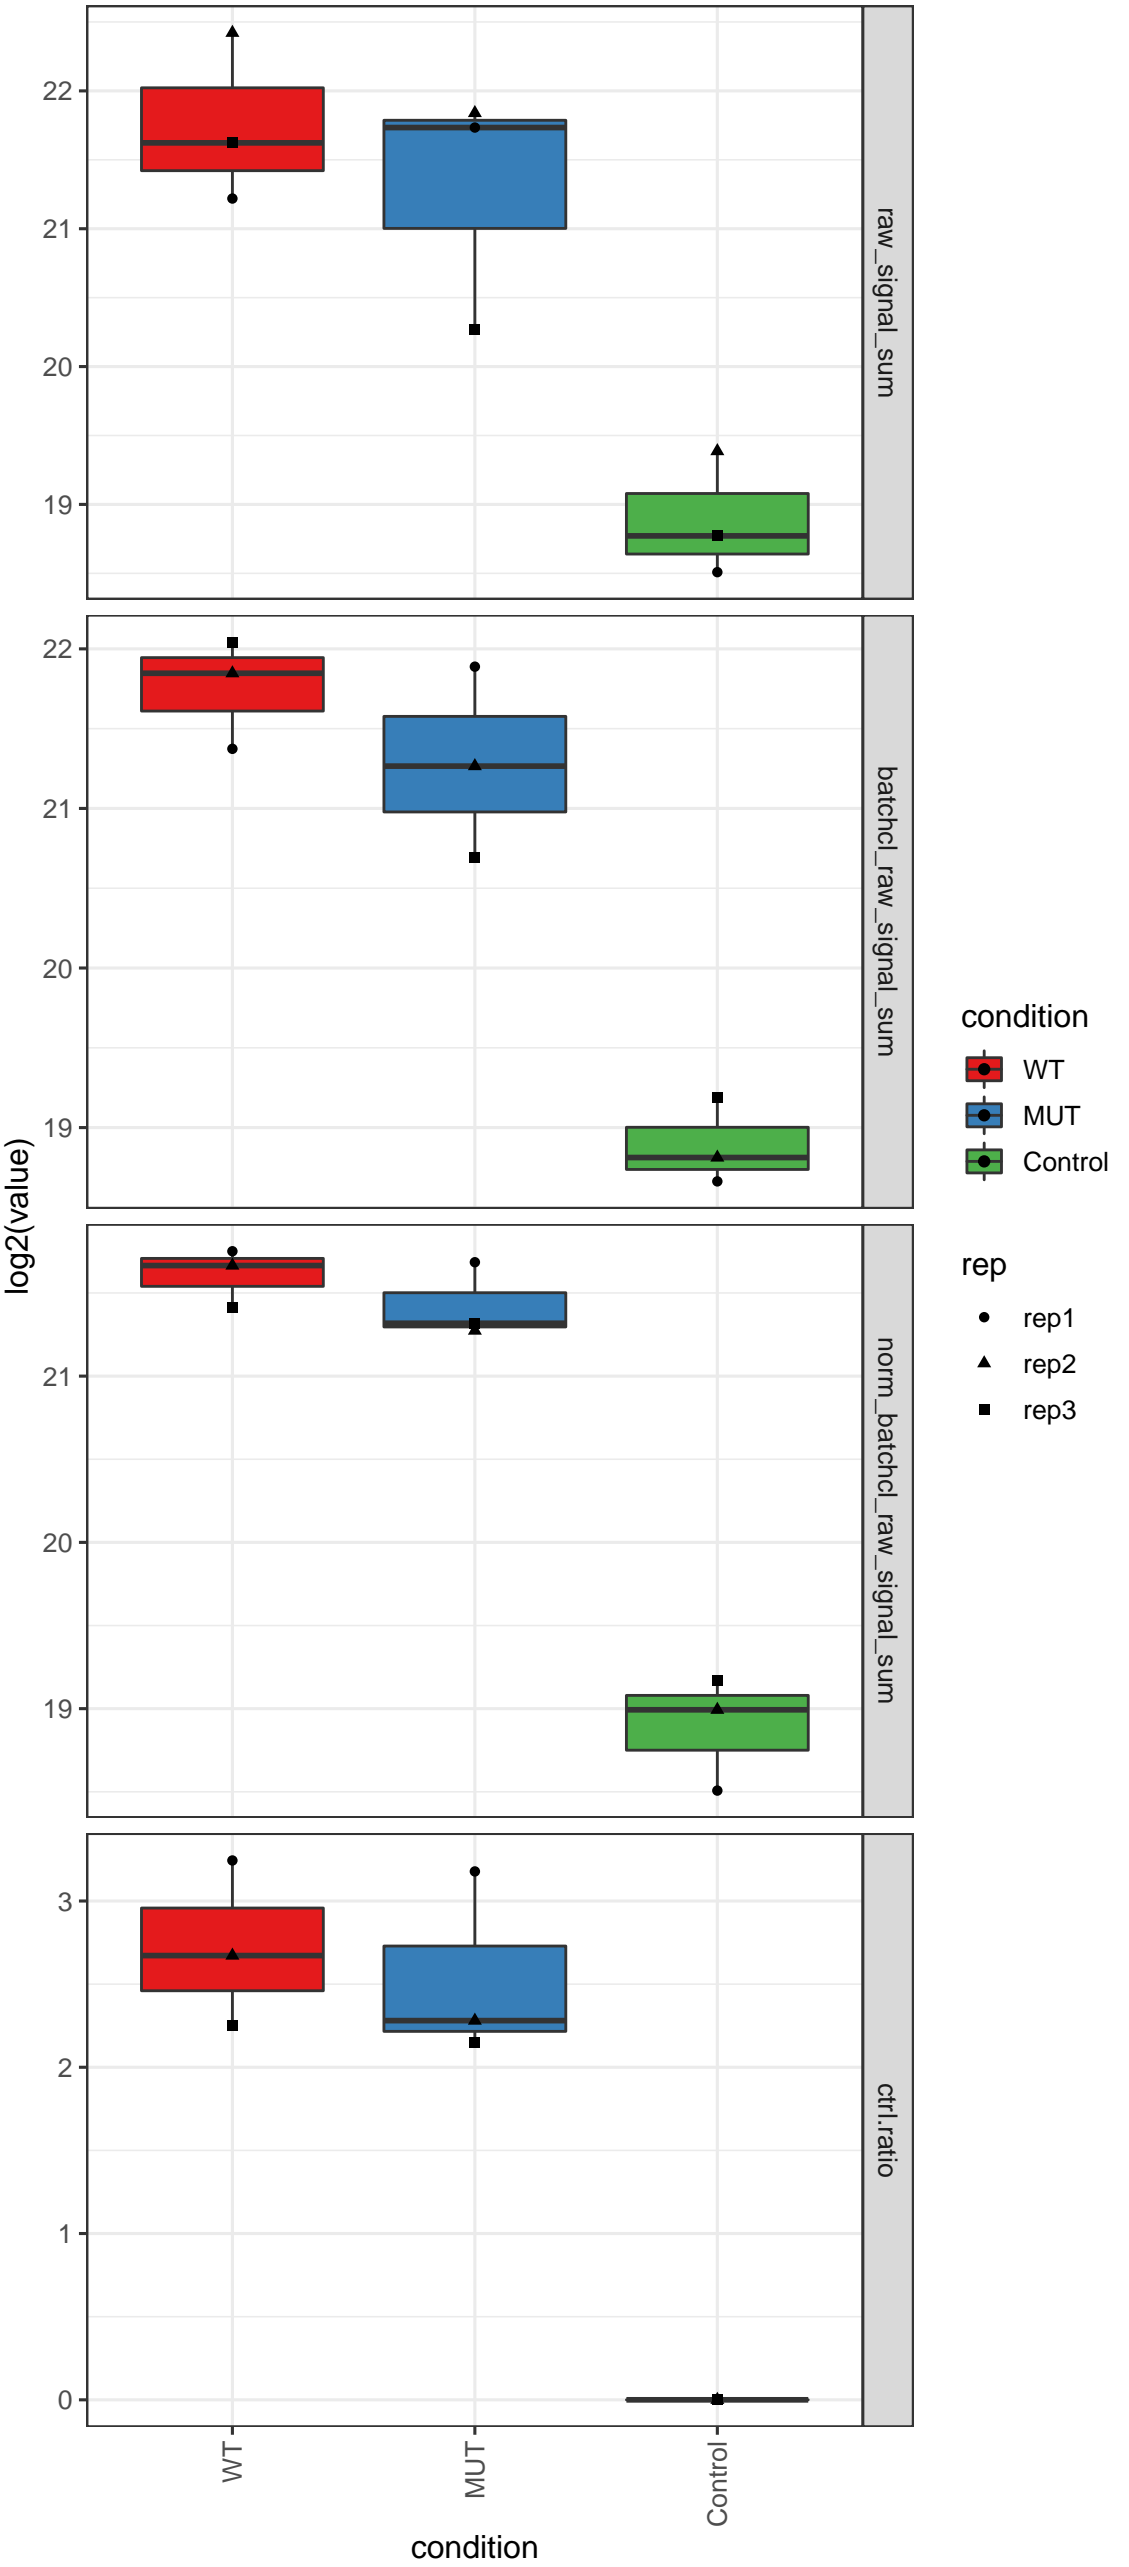 22
21
20
19
raw_signal_sum
22
21
20
19
batchcl_raw_signal_sum
21
20
19
norm_batchcl_raw_signal_sum
3
2
1
0
ctrl.ratio
log2(value)
WT
MUT
Control
condition
condition
WT
MUT
Control
rep
rep1
rep2
rep3